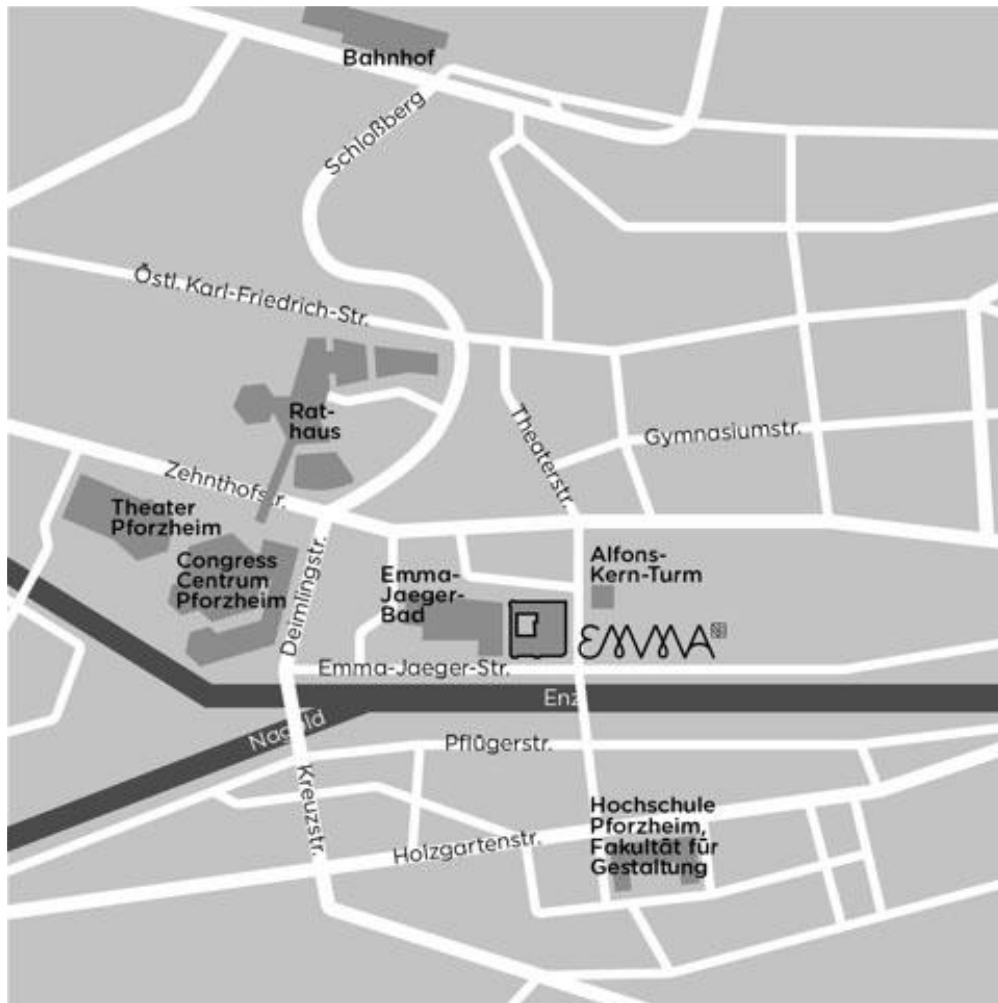 Bahnhof
Schloßberg
Östl. Karl-Friedrich-Str.
Rat-
haus
Theaterstr.
Gymnasiumstr.
Zehnthofstr.
Theater
Pforzheim
Congress
Centrum
Pforzheim
Deimlingstr.
Emma-
Jaeger-
Bad
Alfons-
Kern-Turm
EMMA
Emma-Jaeger-Str.
Enz
Nagold
Pflügerstr.
Kreuzstr.
Holzgartenstr.
Hochschule
Pforzheim,
Fakultät für
Gestaltung